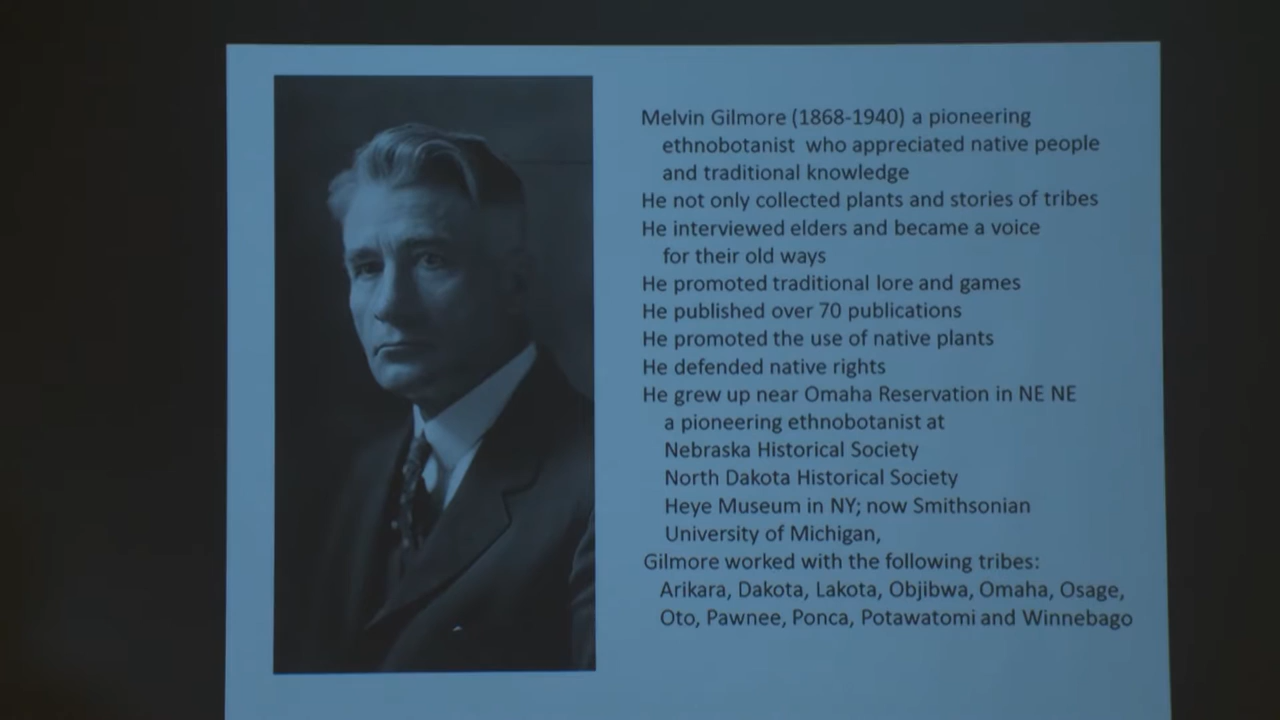 Melvin Gilmore (1868-1940) a pioneering
ethnobotanist who appreciated native people
and traditional knowledge
He not only collected plants and stories of tribes
He interviewed elders and became a voice
for their old ways
He promoted traditional lore and games
He published over 70 publications
He promoted the use of native plants
He defended native rights
He grew up near Omaha Reservation in NE NE
a pioneering ethnobotanist at
Nebraska Historical Society
North Dakota Historical Society
Heye Museum in NY; now Smithsonian
University of Michigan,
Gilmore worked with the following tribes:
Arikara, Dakota, Lakota, Objibwa, Omaha, Osage,
Oto, Pawnee, Ponca, Potawatomi and Winnebago